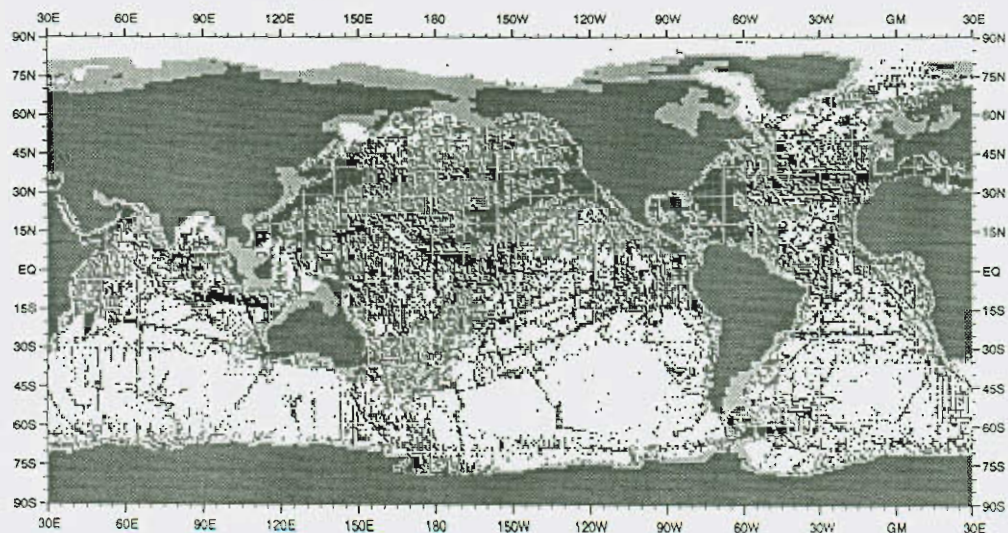 30E 60E 90E 120E 150E 180 150W 120W 90W 60W 30W GM 30E
90N 90N
75N 75N
60N 60N
45N 45N
30N 30N
15N 15N
EQ EQ
15S 15S
30S 30S
45S 45S
60S 60S
75S 75S
90S 90S
30E 60E 90E 120E 150E 180 150W 120W 90W 60W 30W GM 30E